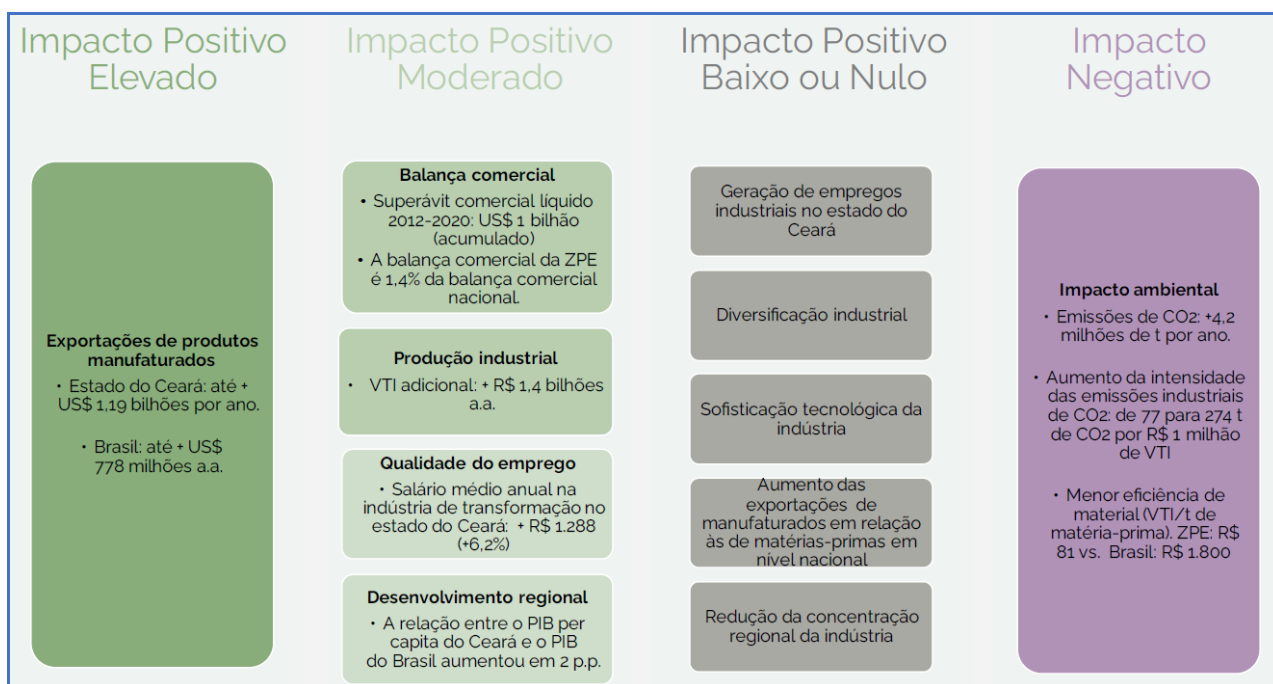 Impacto Positivo
Elevado
Exportações de produtos
manufaturados
• Estado do Ceará: até +
US$ 1,19 bilhões por ano.
• Brasil: até + US$
778 milhões a.a.
Impacto Positivo
Moderado
Balança comercial
• Superávit comercial líquido
2012-2020: US$ 1 bilhão
(acumulado)
• A balança comercial da ZPE
é 1,4% da balança comercial
nacional.
Produção industrial
• VTI adicional: + R$ 1,4 bilhões
a.a.
Qualidade do emprego
• Salário médio anual na
indústria de transformação no
estado do Ceará: + R$ 1.288
(+6,2%)
Desenvolvimento regional
• A relação entre o PIB per
capita do Ceará e o PIB
do Brasil aumentou em 2 p.p.
Impacto Positivo
Baixo ou Nulo
Geração de empregos
industriais no estado do
Ceará
Diversificação industrial
Sofisticação tecnológica da
indústria
Aumento das
exportações de
manufaturados em relação
às de matérias-primas em
nível nacional
Redução da concentração
regional da indústria
Impacto
Negativo
Impacto ambiental
• Emissões de CO2: +4,2
milhões de t por ano.
• Aumento da intensidade
das emissões industriais
de CO2: de 77 para 274 t
de CO2 por R$ 1 milhão
de VTI
• Menor eficiência de
material (VTI/t de
matéria-prima). ZPE: R$
81 vs. Brasil: R$ 1.800